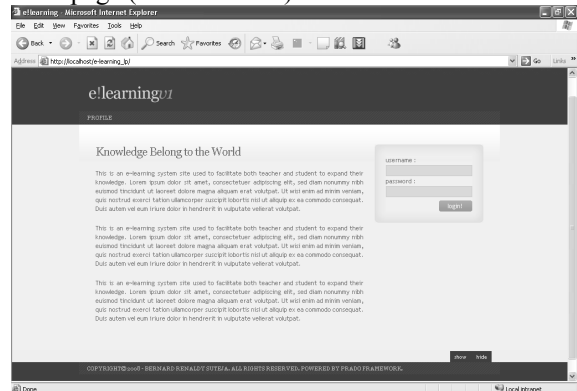 e!learning - Microsoft Internet Explorer
File Edit View Favorites Tools Help
Back Search Favorites
Address http://localhost/e-learning_lp/ Go Links »
e!learningv1
PROFILE
Knowledge Belong to the World
This is an e-learning system site used to facilitate both teacher and student to expand their
knowledge. Lorem ipsum dolor sit amet, consectetuer adipiscing elit, sed diam nonummy nibh
euismod tincidunt ut laoreet dolore magna aliquam erat volutpat. Ut wisi enim ad minim veniam,
quis nostrud exerci tation ullamcorper suscipit lobortis nisl ut aliquip ex ea commodo consequat.
Duis autem vel eum iriure dolor in hendrerit in vulputate velierat volutpat.
This is an e-learning system site used to facilitate both teacher and student to expand their
knowledge. Lorem ipsum dolor sit amet, consectetuer adipiscing elit, sed diam nonummy nibh
euismod tincidunt ut laoreet dolore magna aliquam erat volutpat. Ut wisi enim ad minim veniam,
quis nostrud exerci tation ullamcorper suscipit lobortis nisl ut aliquip ex ea commodo consequat.
Duis autem vel eum iriure dolor in hendrerit in vulputate velierat volutpat.
This is an e-learning system site used to facilitate both teacher and student to expand their
knowledge. Lorem ipsum dolor sit amet, consectetuer adipiscing elit, sed diam nonummy nibh
euismod tincidunt ut laoreet dolore magna aliquam erat volutpat. Ut wisi enim ad minim veniam,
quis nostrud exerci tation ullamcorper suscipit lobortis nisl ut aliquip ex ea commodo consequat.
Duis autem vel eum iriure dolor in hendrerit in vulputate velierat volutpat.
username :
password :
login!
show hide
COPYRIGHT©2008 - BERNARD RENALDY SUTEJA. ALL RIGHTS RESERVED. POWERED BY PRADO FRAMEWORK.
Done Local intranet